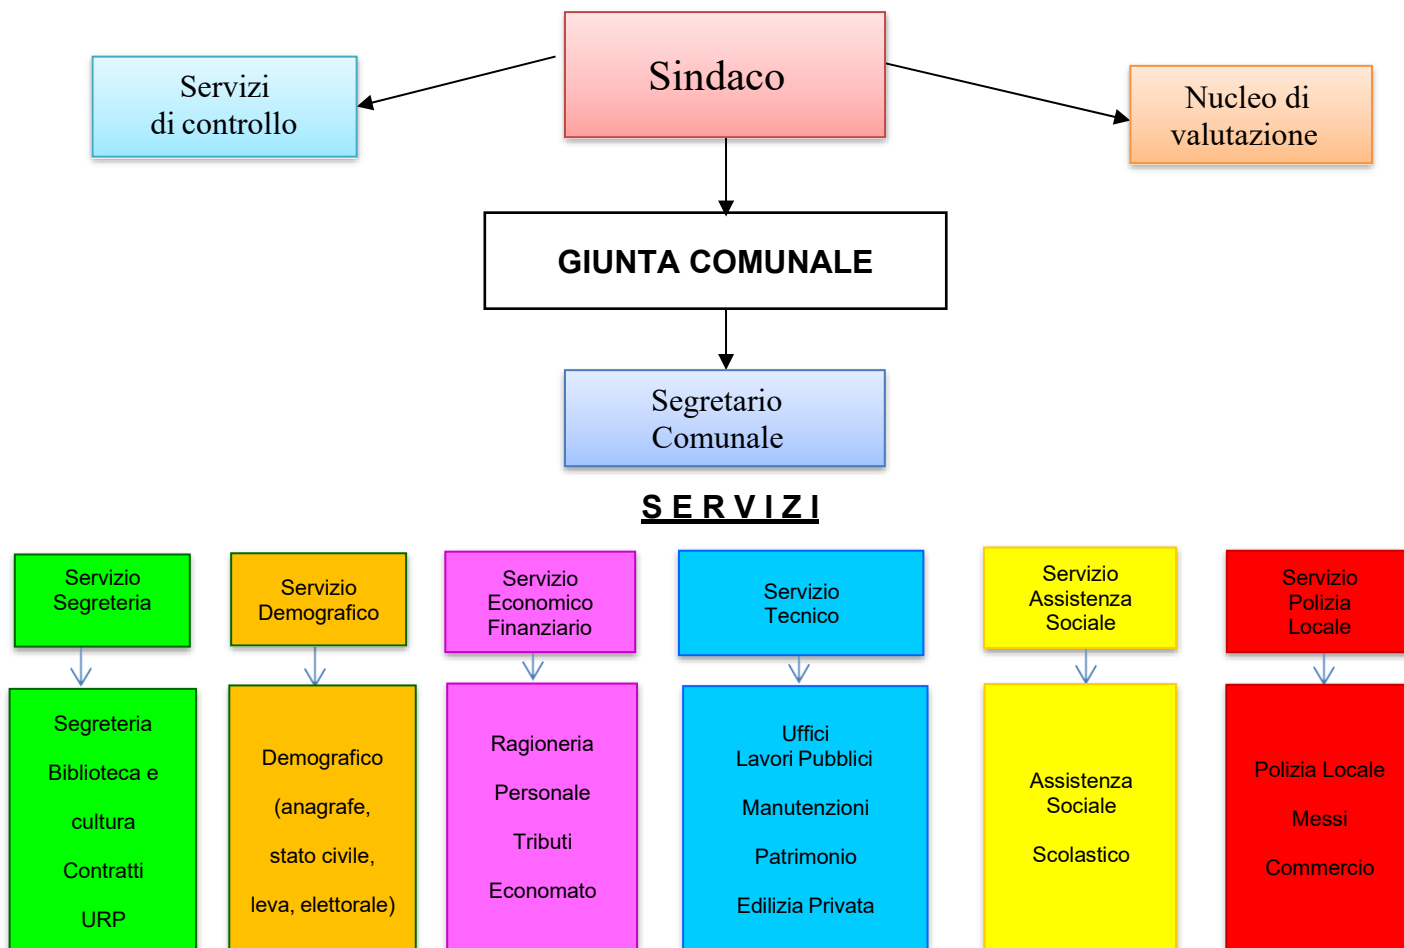 Sindaco
Servizi
di controllo
Nucleo di
valutazione
GIUNTA COMUNALE
Segretario
Comunale
S E R V I Z I
Servizio
Segreteria
Servizio
Demografico
Servizio
Economico
Finanziario
Servizio
Tecnico
Servizio
Assistenza
Sociale
Servizio
Polizia
Locale
Segreteria
Biblioteca e
cultura
Contratti
URP
Demografico
(anagrafe,
stato civile,
leva, elettorale)
Ragioneria
Personale
Tributi
Economato
Uffici
Lavori Pubblici
Manutenzioni
Patrimonio
Edilizia Privata
Assistenza
Sociale
Scolastico
Polizia Locale
Messi
Commercio